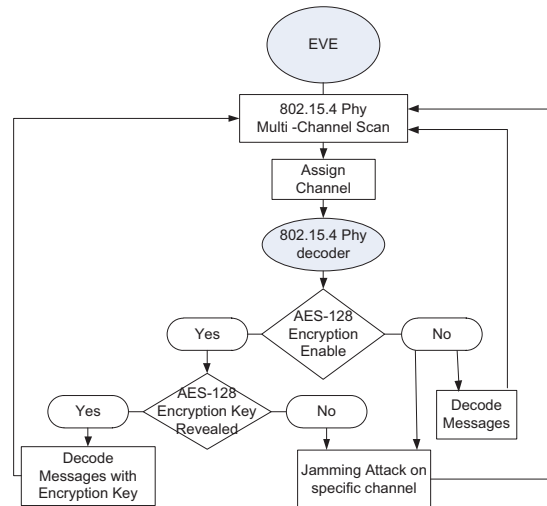 EVE
802.15.4 Phy
Multi -Channel Scan
Assign
Channel
802.15.4 Phy
decoder
AES-128
Encryption
Enable
Yes
No
AES-128
Encryption Key
Revealed
Yes
No
Decode
Messages
Decode
Messages with
Encryption Key
Jamming Attack on
specific channel